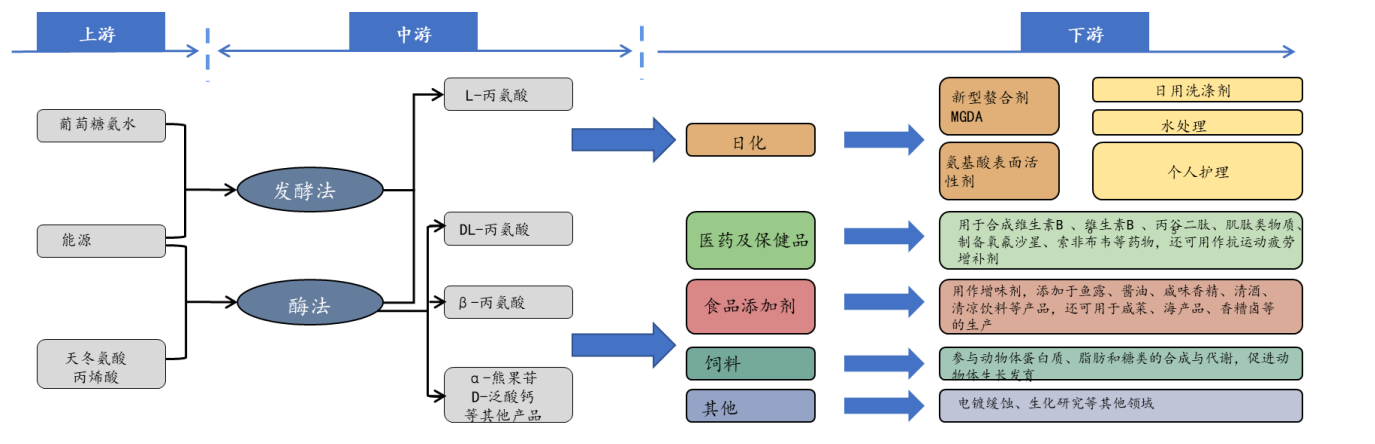 上游
中游
下游
葡萄糖氨水
能源
天冬氨酸
丙烯酸
发酵法
酶法
L-丙氨酸
DL-丙氨酸
β-丙氨酸
α-熊果苷
D-泛酸钙
等其他产品
日化
新型螯合剂
MGDA
氨基酸表面活
性剂
日用洗涤剂
水处理
个人护理
医药及保健品
用于合成维生素B 、维生素B 、丙谷二肽、肌肽类物质、
制备氧氟沙星、索非布韦等药物，还可用作抗运动疲劳
增补剂
食品添加剂
用作增味剂，添加于鱼露、酱油、咸味香精、清酒、
清凉饮料等产品，还可用于咸菜、海产品、香糟卤等
的生产
饲料
参与动物体蛋白质、脂肪和糖类的合成与代谢，促进动
物体生长发育
其他
电镀缓蚀、生化研究等其他领域